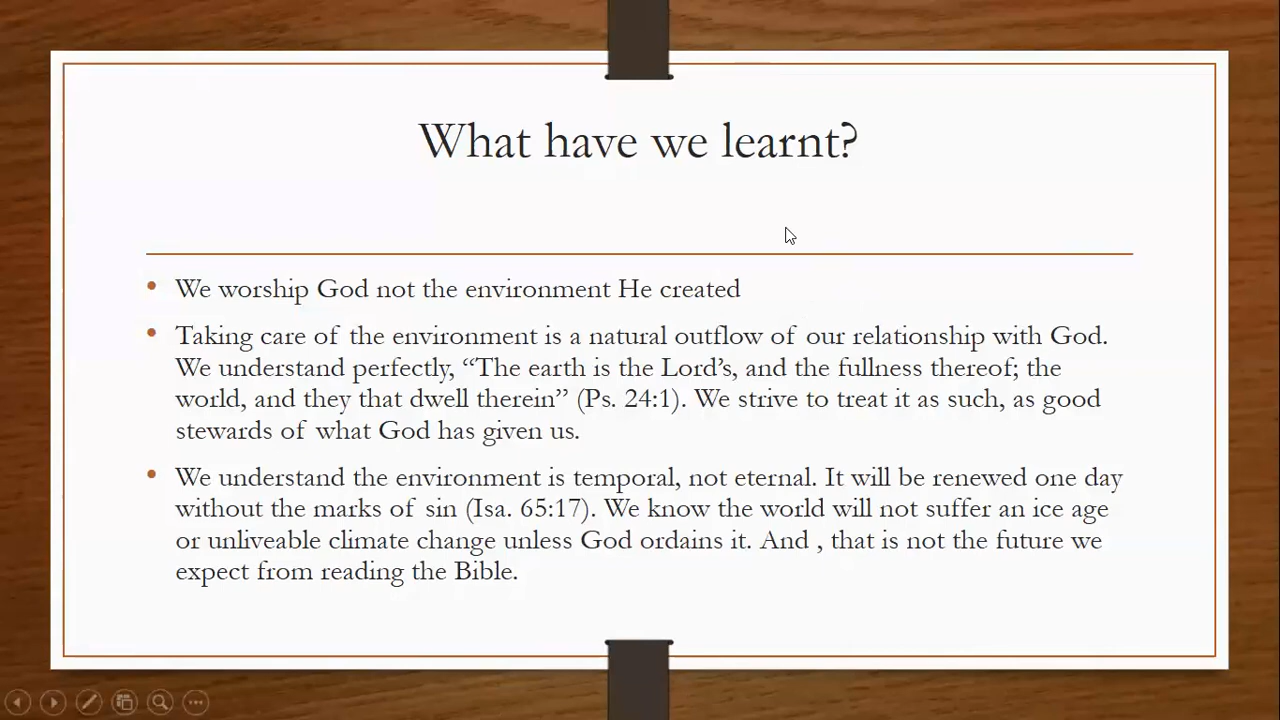 What have we learnt?
• We worship God not the environment He created
• Taking care of the environment is a natural outflow of our relationship with God.
We understand perfectly, “The earth is the Lord’s, and the fullness thereof; the
world, and they that dwell therein” (Ps. 24:1). We strive to treat it as such, as good
stewards of what God has given us.
• We understand the environment is temporal, not eternal. It will be renewed one day
without the marks of sin (Isa. 65:17). We know the world will not suffer an ice age
or unliveable climate change unless God ordains it. And , that is not the future we
expect from reading the Bible.